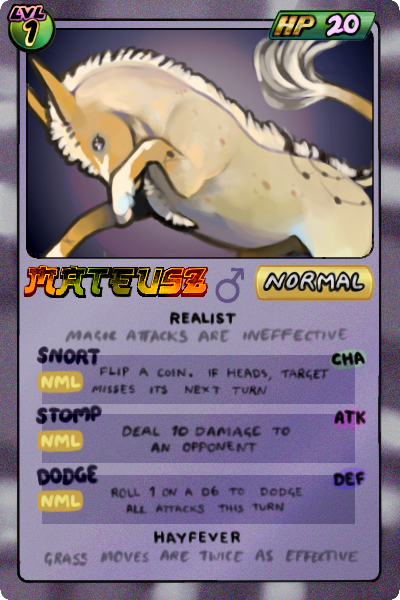 LVL
1
HP 20
MATEUSZ ♂
NORMAL
REALIST
MAGIC ATTACKS ARE INEFFECTIVE
SNORT
CHA
NML
FLIP A COIN. IF HEADS, TARGET
MISSES ITS NEXT TURN
STOMP
ATK
NML
DEAL 10 DAMAGE TO
AN OPPONENT
DODGE
DEF
NML
ROLL 1 ON A D6 TO DODGE
ALL ATTACKS THIS TURN
HAYFEVER
GRASS MOVES ARE TWICE AS EFFECTIVE